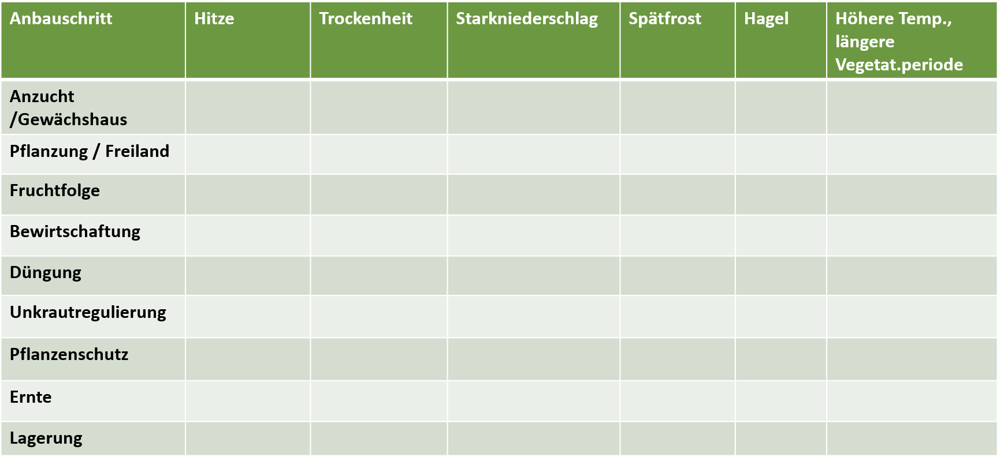 Anbauschritt Hitze Trockenheit Starkniederschlag Spätfrost Hagel Höhere Temp.,
längere
Vegetat.periode
Anzucht
/Gewächshaus
Pflanzung / Freiland
Fruchtfolge
Bewirtschaftung
Düngung
Unkrautregulierung
Pflanzenschutz
Ernte
Lagerung